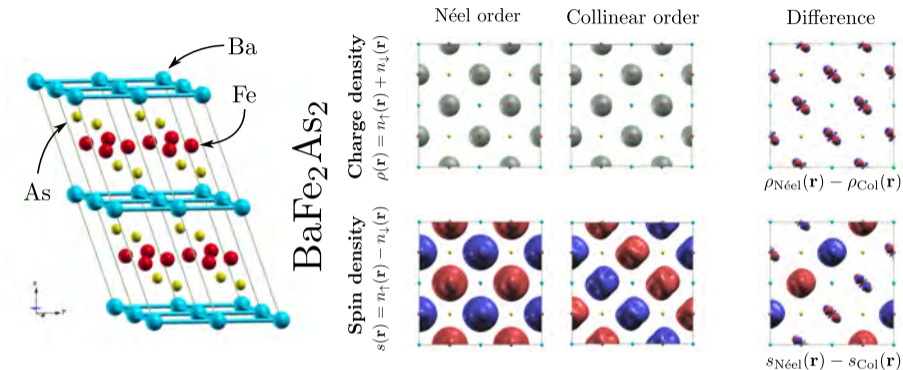 Ba
Fe
As
BaFe₂As₂
Néel order
Collinear order
Difference
Charge density
ρ(r) = n↑(r) + n↓(r)
ρNéel(r) − ρCol(r)
Spin density
s(r) = n↑(r) − n↓(r)
sNéel(r) − sCol(r)